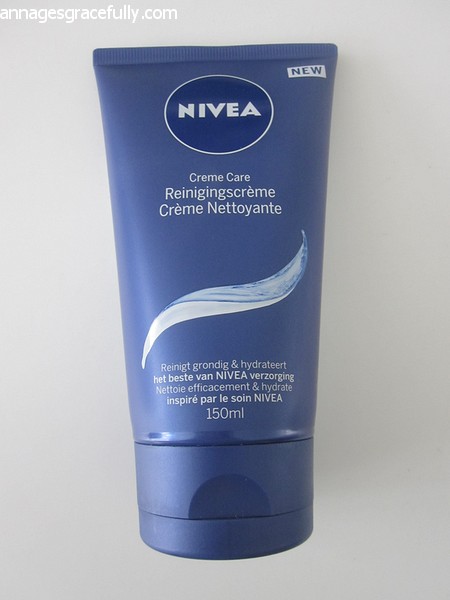 annagesgracefully.com
NEW
NIVEA
Creme Care
Reinigingscrème
Crème Nettoyante
Reinigt grondig & hydrateert
het beste van NIVEA verzorging
Nettoie efficacement & hydrate
inspiré par le soin NIVEA
150ml